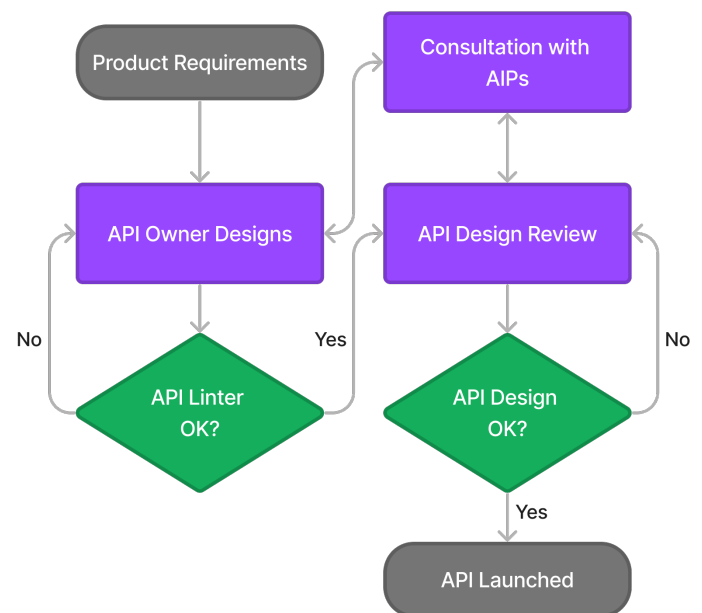 Product Requirements
Consultation with
AIPs
API Owner Designs
API Design Review
No
Yes
No
API Linter
OK?
API Design
OK?
Yes
API Launched